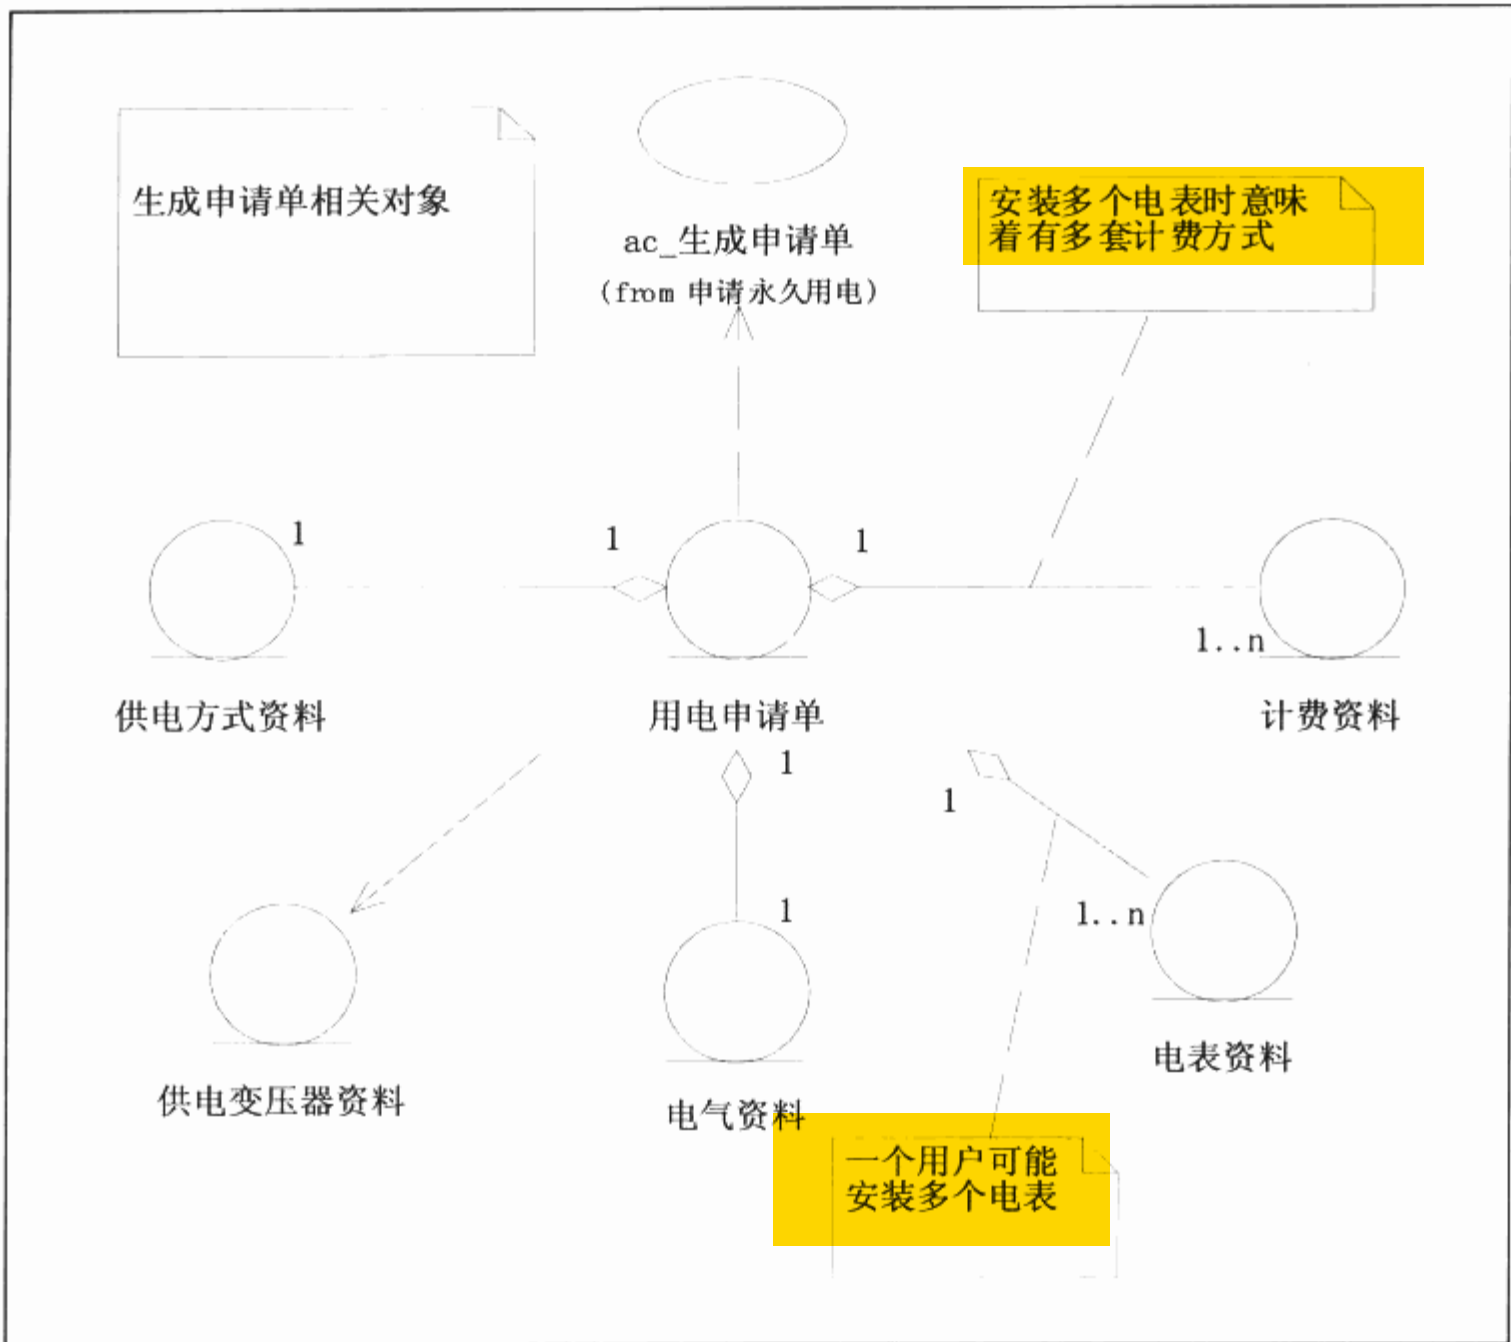 生成申请单相关对象
ac_生成申请单
(from 申请永久用电)
安装多个电表时意味
着有多套计费方式
1
1
1
1..n
供电方式资料
用电申请单
计费资料
1
1
1
1..n
供电变压器资料
电气资料
电表资料
一个用户可能
安装多个电表